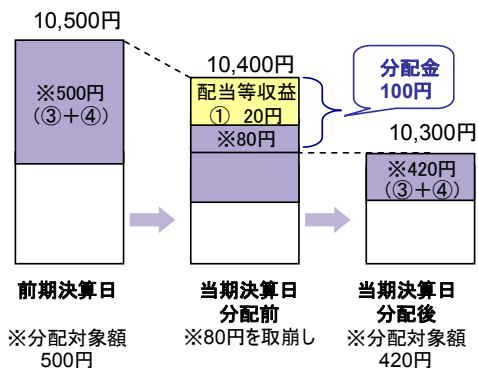 10,500円
※500円
（③＋④）
10,400円
配当等収益
① 20円
※80円
分配金
100円
10,300円
※420円
（③＋④）
前期決算日
当期決算日
分配前
当期決算日
分配後
※分配対象額
500円
※80円を取崩し
※分配対象額
420円